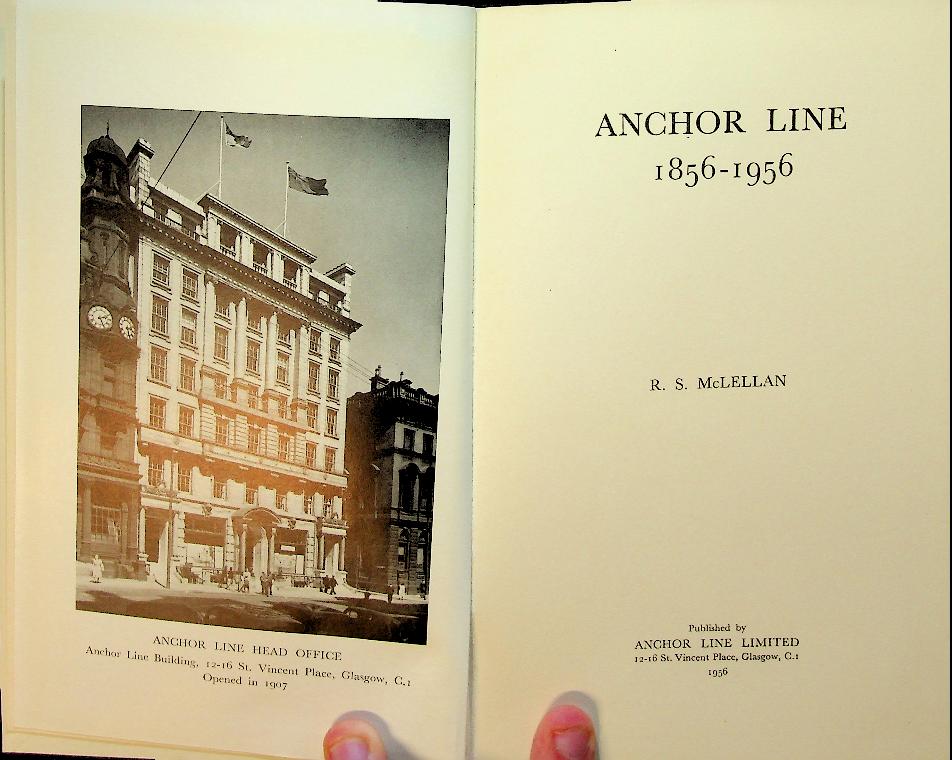 ANCHOR LINE HEAD OFFICE
Anchor Line Building, 12-16 St. Vincent Place, Glasgow, C.1
Opened in 1907
ANCHOR LINE
1856-1956
R. S. McLELLAN
Published by
ANCHOR LINE LIMITED
12-16 St. Vincent Place, Glasgow, C.1
1956